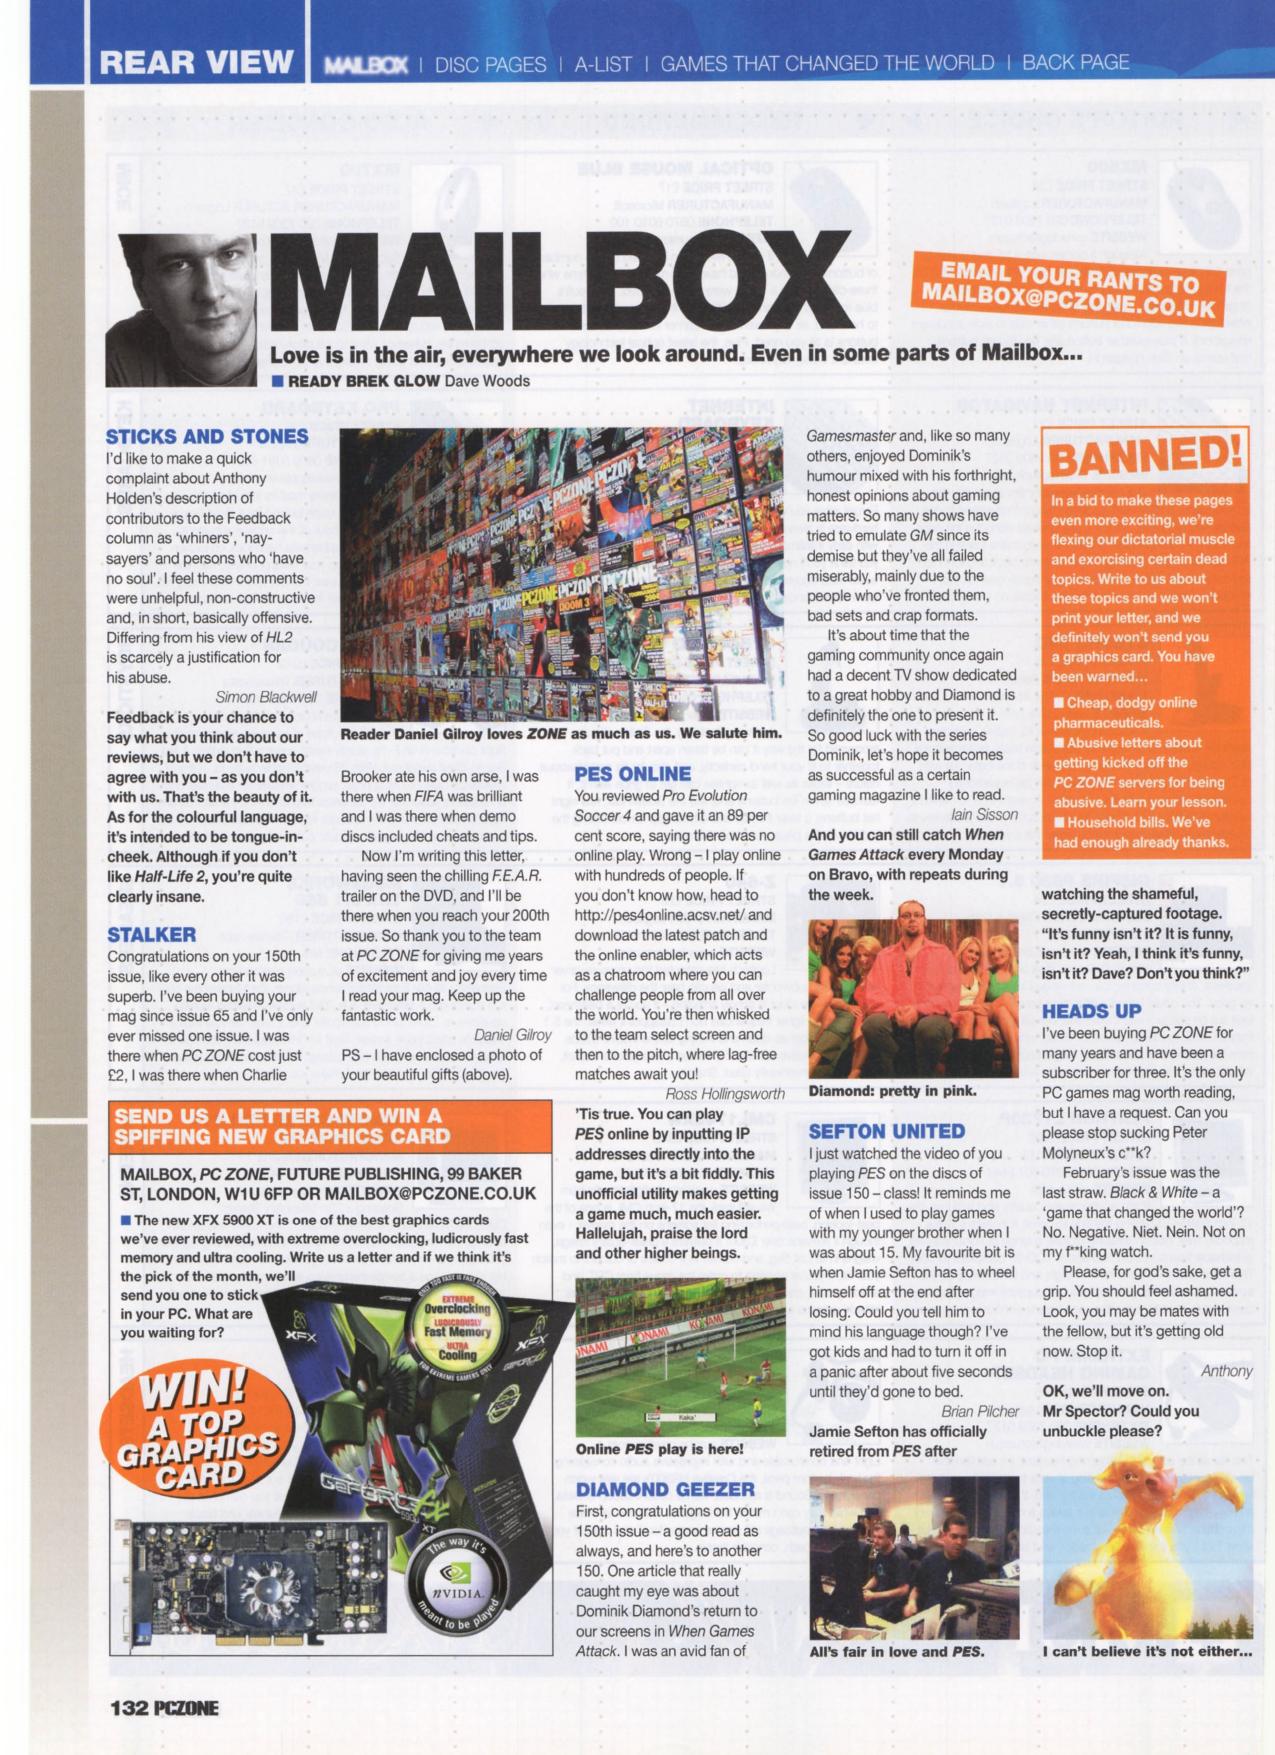 REAR VIEW
MAILBOX | DISC PAGES | A-LIST | GAMES THAT CHANGED THE WORLD | BACK PAGE
MAILBOX
EMAIL YOUR RANTS TO
MAILBOX@PCZONE.CO.UK
Love is in the air, everywhere we look around. Even in some parts of Mailbox...
■ READY BREK GLOW Dave Woods
STICKS AND STONES
I'd like to make a quick
complaint about Anthony
Holden's description of
contributors to the Feedback
column as 'whiners', 'nay-
sayers' and persons who 'have
no soul'. I feel these comments
were unhelpful, non-constructive
and, in short, basically offensive.
Differing from his view of HL2
is scarcely a justification for
his abuse.
Simon Blackwell
Feedback is your chance to
say what you think about our
reviews, but we don't have to
agree with you – as you don't
with us. That's the beauty of it.
As for the colourful language,
it's intended to be tongue-in-
cheek. Although if you don't
like Half-Life 2, you're quite
clearly insane.
STALKER
Congratulations on your 150th
issue, like every other it was
superb. I've been buying your
mag since issue 65 and I've only
ever missed one issue. I was
there when PC ZONE cost just
£2, I was there when Charlie
Reader Daniel Gilroy loves ZONE as much as us. We salute him.
Brooker ate his own arse, I was
there when FIFA was brilliant
and I was there when demo
discs included cheats and tips.
Now I'm writing this letter,
having seen the chilling F.E.A.R.
trailer on the DVD, and I'll be
there when you reach your 200th
issue. So thank you to the team
at PC ZONE for giving me years
of excitement and joy every time
I read your mag. Keep up the
fantastic work.
Daniel Gilroy
PS – I have enclosed a photo of
your beautiful gifts (above).
SEND US A LETTER AND WIN A
SPIFFING NEW GRAPHICS CARD
MAILBOX, PC ZONE, FUTURE PUBLISHING, 99 BAKER
ST, LONDON, W1U 6FP OR MAILBOX@PCZONE.CO.UK
■ The new XFX 5900 XT is one of the best graphics cards
we've ever reviewed, with extreme overclocking, ludicrously fast
memory and ultra cooling. Write us a letter and if we think it's
the pick of the month, we'll
send you one to stick
in your PC. What are
you waiting for?
WIN!
A TOP
GRAPHICS
CARD
XFX
EXTREME
Overclocking
LUDICROUSLY
Fast Memory
ULTRA
Cooling
FOR EXTREME GAMERS ONLY
XFX
GEFORCE FX
5900 XT
The way it's
nVIDIA.
meant to be played
PES ONLINE
You reviewed Pro Evolution
Soccer 4 and gave it an 89 per
cent score, saying there was no
online play. Wrong – I play online
with hundreds of people. If
you don't know how, head to
http://pes4online.acsv.net/ and
download the latest patch and
the online enabler, which acts
as a chatroom where you can
challenge people from all over
the world. You're then whisked
to the team select screen and
then to the pitch, where lag-free
matches await you!
Ross Hollingsworth
'Tis true. You can play
PES online by inputting IP
addresses directly into the
game, but it's a bit fiddly. This
unofficial utility makes getting
a game much, much easier.
Hallelujah, praise the lord
and other higher beings.
KONAMI
KONAMI
Kaka'
Online PES play is here!
DIAMOND GEEZER
First, congratulations on your
150th issue – a good read as
always, and here's to another
150. One article that really
caught my eye was about
Dominik Diamond's return to
our screens in When Games
Attack. I was an avid fan of
Gamesmaster and, like so many
others, enjoyed Dominik's
humour mixed with his forthright,
honest opinions about gaming
matters. So many shows have
tried to emulate GM since its
demise but they've all failed
miserably, mainly due to the
people who've fronted them,
bad sets and crap formats.
It's about time that the
gaming community once again
had a decent TV show dedicated
to a great hobby and Diamond is
definitely the one to present it.
So good luck with the series
Dominik, let's hope it becomes
as successful as a certain
gaming magazine I like to read.
Iain Sisson
And you can still catch When
Games Attack every Monday
on Bravo, with repeats during
the week.
Diamond: pretty in pink.
SEFTON UNITED
I just watched the video of you
playing PES on the discs of
issue 150 – class! It reminds me
of when I used to play games
with my younger brother when I
was about 15. My favourite bit is
when Jamie Sefton has to wheel
himself off at the end after
losing. Could you tell him to
mind his language though? I've
got kids and had to turn it off in
a panic after about five seconds
until they'd gone to bed.
Brian Pilcher
Jamie Sefton has officially
retired from PES after
All's fair in love and PES.
BANNED!
In a bid to make these pages
even more exciting, we're
flexing our dictatorial muscle
and exorcising certain dead
topics. Write to us about
these topics and we won't
print your letter, and we
definitely won't send you
a graphics card. You have
been warned...
■ Cheap, dodgy online
pharmaceuticals.
■ Abusive letters about
getting kicked off the
PC ZONE servers for being
abusive. Learn your lesson.
■ Household bills. We've
had enough already thanks.
watching the shameful,
secretly-captured footage.
"It's funny isn't it? It is funny,
isn't it? Yeah, I think it's funny,
isn't it? Dave? Don't you think?"
HEADS UP
I've been buying PC ZONE for
many years and have been a
subscriber for three. It's the only
PC games mag worth reading,
but I have a request. Can you
please stop sucking Peter
Molyneux's c**k?
February's issue was the
last straw. Black & White – a
'game that changed the world'?
No. Negative. Niet. Nein. Not on
my f**king watch.
Please, for god's sake, get a
grip. You should feel ashamed.
Look, you may be mates with
the fellow, but it's getting old
now. Stop it.
Anthony
OK, we'll move on.
Mr Spector? Could you
unbuckle please?
I can't believe it's not either...
132 PCZONE